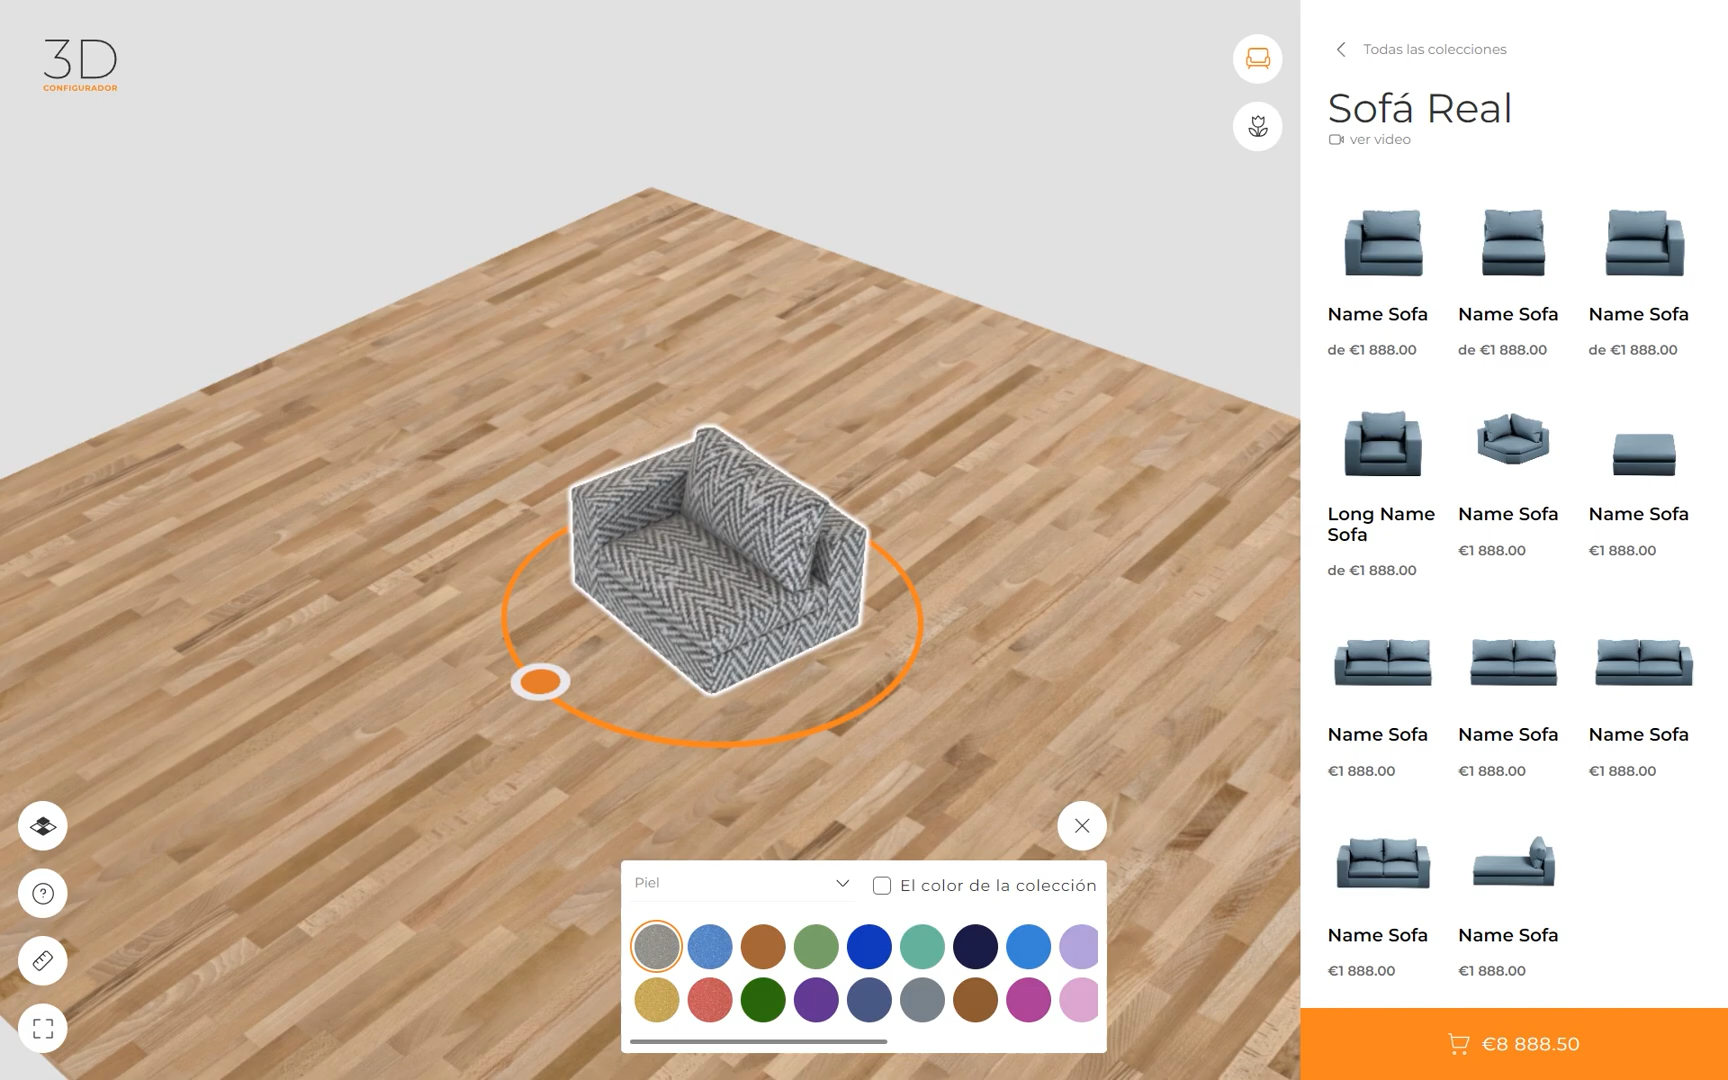 3D
CONFIGURADOR
Todas las colecciones
Sofá Real
ver video
Name Sofa
de €1 888.00
Name Sofa
de €1 888.00
Name Sofa
de €1 888.00
Long Name
Sofa
de €1 888.00
Name Sofa
€1 888.00
Name Sofa
€1 888.00
Name Sofa
€1 888.00
Name Sofa
€1 888.00
Name Sofa
€1 888.00
Name Sofa
€1 888.00
Name Sofa
€1 888.00
Piel
El color de la colección
€8 888.50